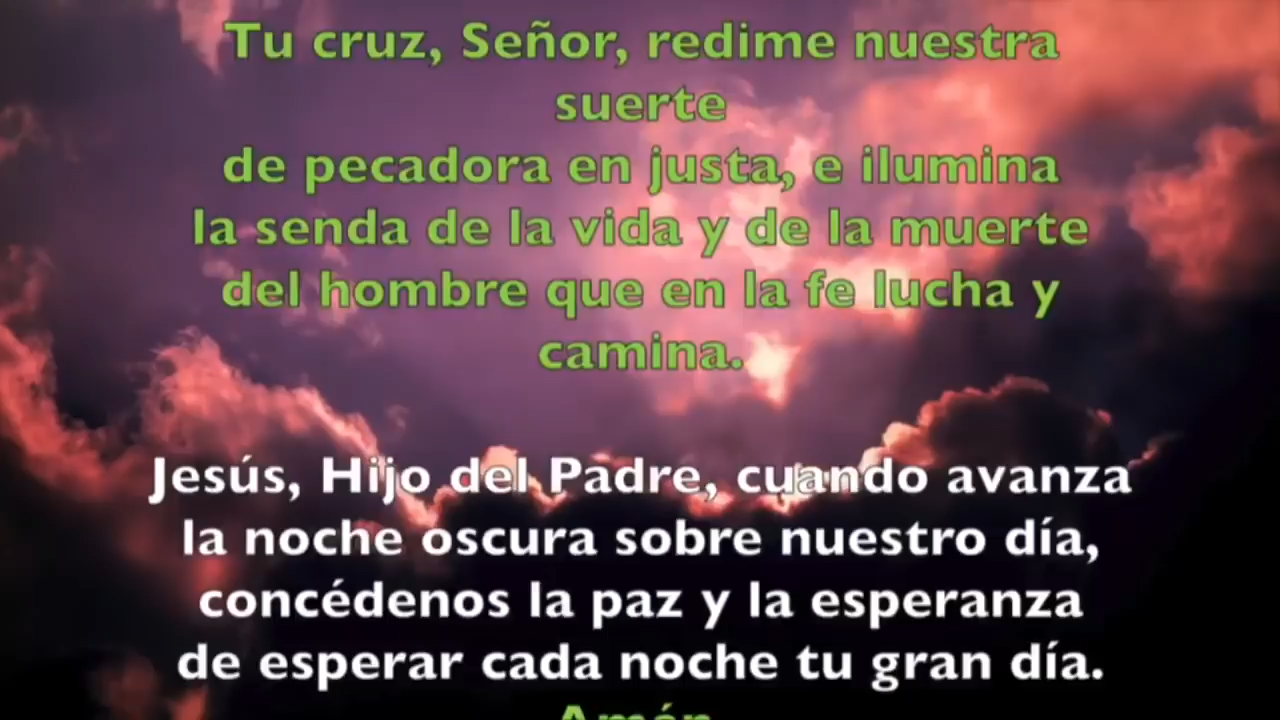 Tu cruz, Señor, redime nuestra
suerte
de pecadora en justa, e ilumina
la senda de la vida y de la muerte
del hombre que en la fe lucha y
camina.
Jesús, Hijo del Padre, cuando avanza
la noche oscura sobre nuestro día,
concédenos la paz y la esperanza
de esperar cada noche tu gran día.
Amén